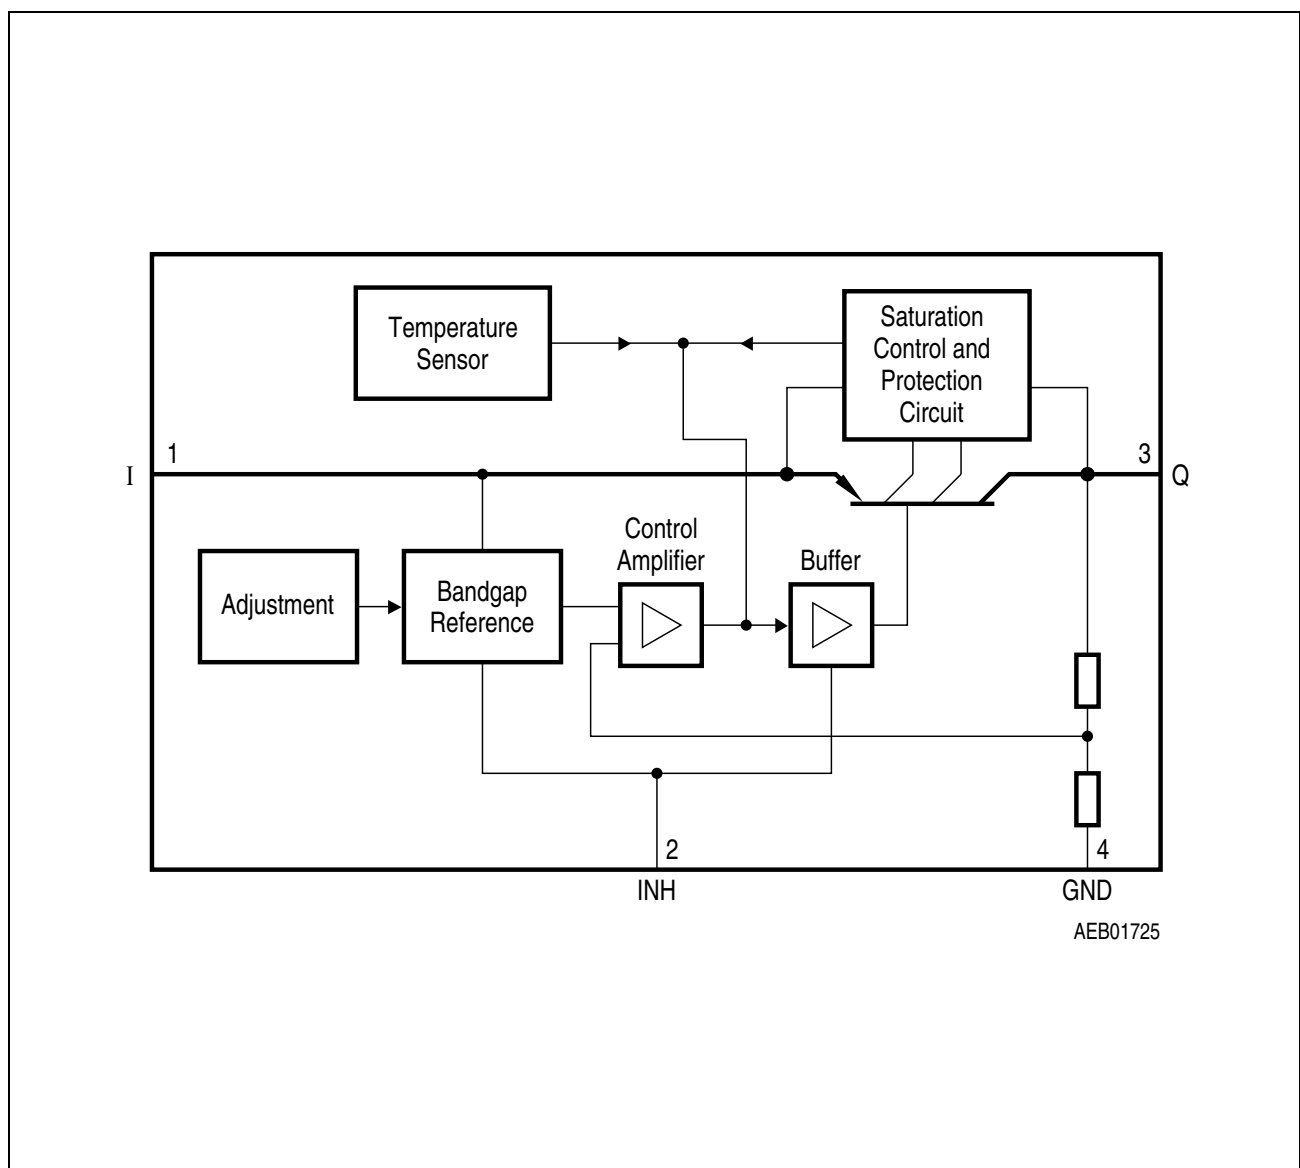 Temperature
Sensor
Saturation
Control and
Protection
Circuit
1
I
3
Q
Control
Amplifier
Buffer
Adjustment
Bandgap
Reference
2
INH
4
GND
AEB01725